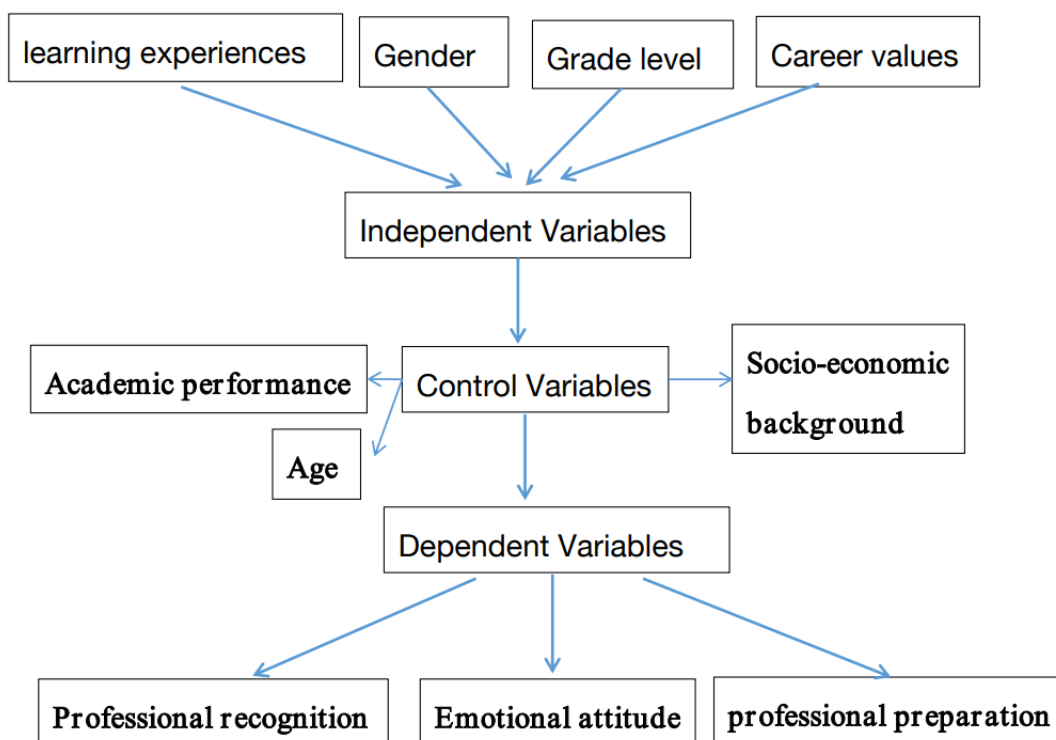 learning experiences
Gender
Grade level
Career values
Independent Variables
Academic performance
Control Variables
Socio-economic
background
Age
Dependent Variables
Professional recognition
Emotional attitude
professional preparation